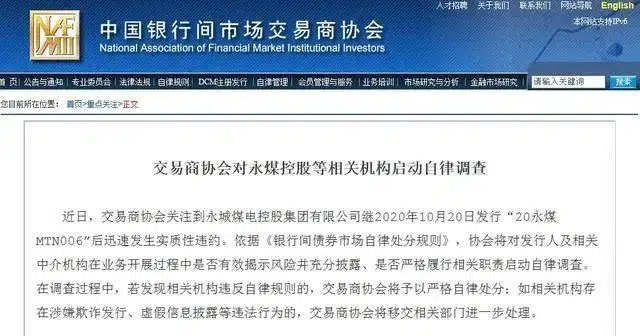 人才招聘 关于我们 联系我们 网站导航 English
本网站支持IPv6
NAFMII
中国银行间市场交易商协会
National Association of Financial Market Institutional Investors
首 页 | 公告与通知 | 专业委员会 | 法律法规 | 自律规则 | DCM注册发行 | 自律管理 | 会员管理与服务 | 业务培训 | 市场研究与分析 | 金融市场研究 | 请输入关键词 搜索
您目前所在位置: 首页>重点关注>正文
交易商协会对永煤控股等相关机构启动自律调查
近日,交易商协会关注到永城煤电控股集团有限公司继2020年10月20日发行“20永煤
MTN006”后迅速发生实质性违约。依据《银行间债券市场自律处分规则》,协会将对发行人及相关
中介机构在业务开展过程中是否有效揭示风险并充分披露、是否严格履行相关职责启动自律调查。
在调查过程中,若发现相关机构违反自律规则的,交易商协会将予以严格自律处分;如相关机构存
在涉嫌欺诈发行、虚假信息披露等违法行为的,交易商协会将移交相关部门进一步处理。